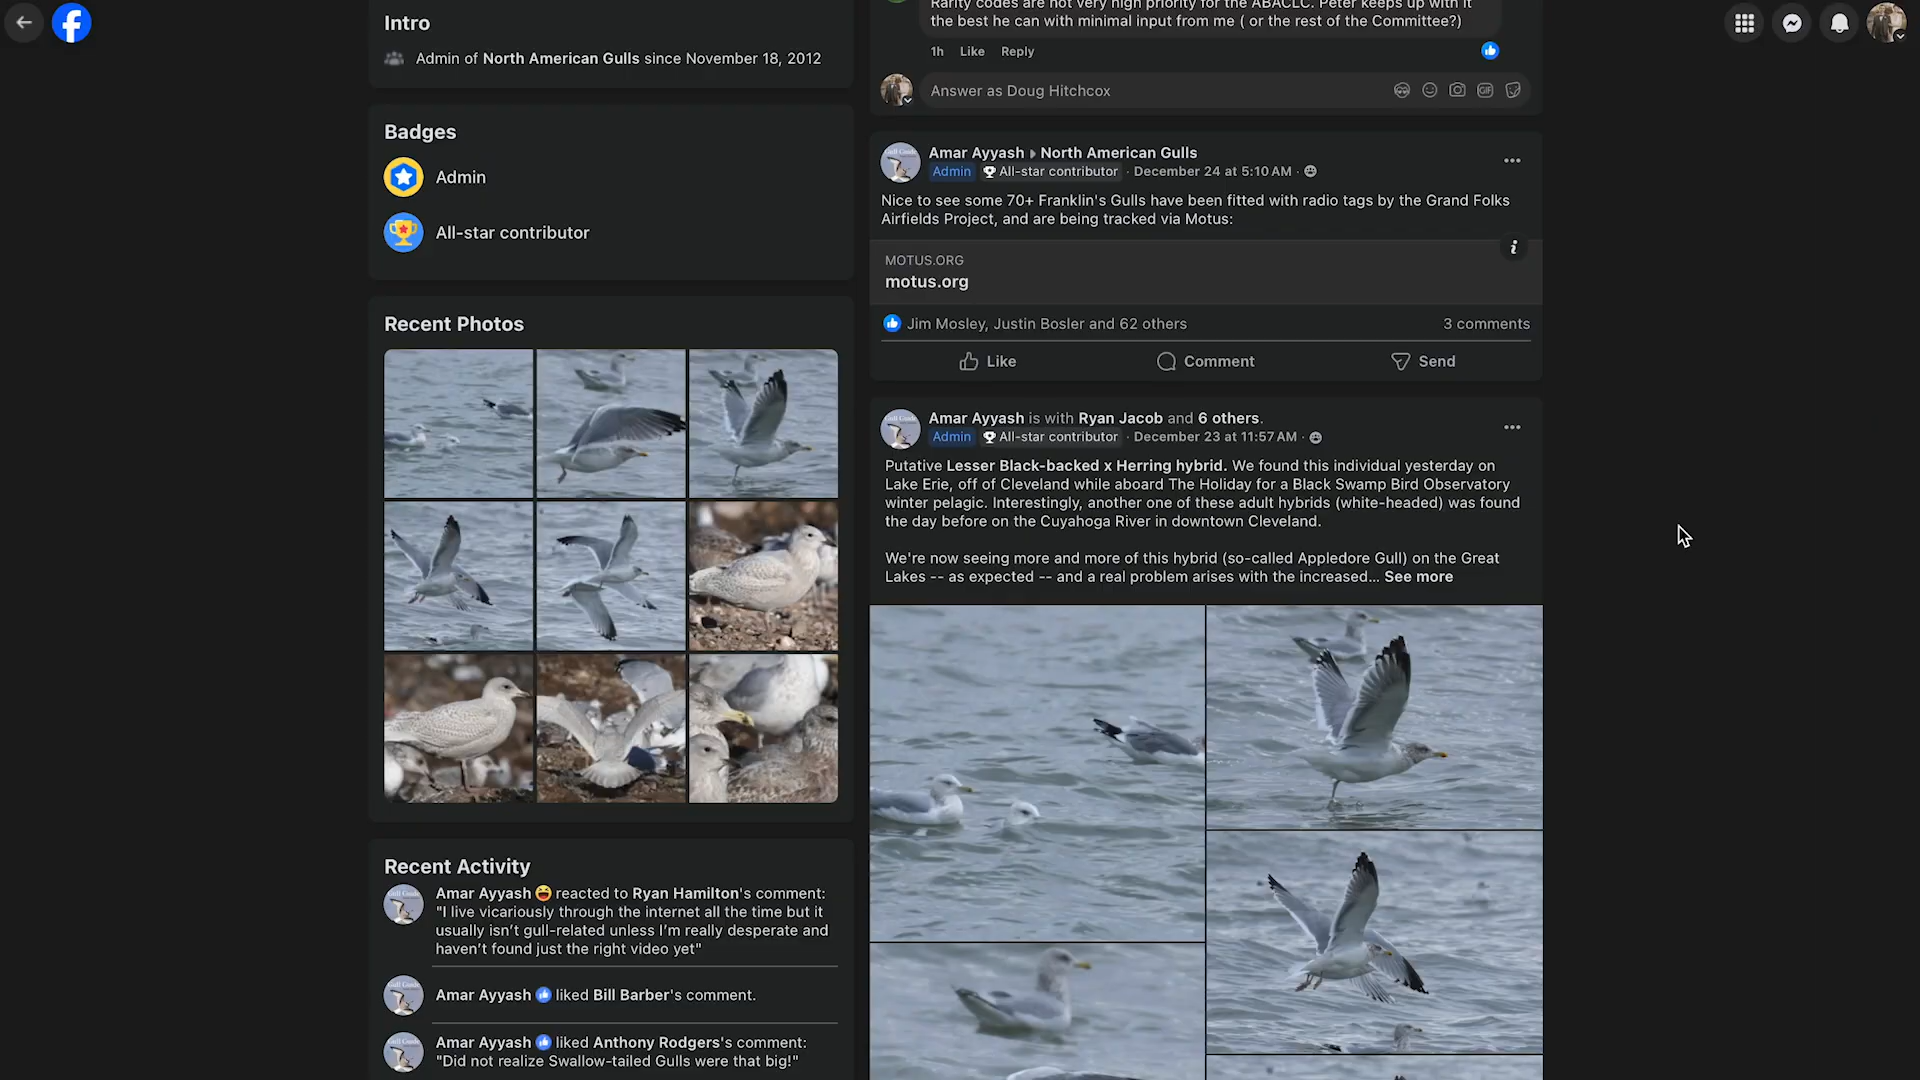 Intro
Admin of North American Gulls since November 18, 2012
Badges
Admin
All-star contributor
Recent Photos
Recent Activity
Amar Ayyash reacted to Ryan Hamilton's comment:
"I live vicariously through the internet all the time but it
usually isn't gull-related unless I'm really desperate and
haven't found just the right video yet"
Amar Ayyash liked Bill Barber's comment.
Amar Ayyash liked Anthony Rodgers's comment:
"Did not realize Swallow-tailed Gulls were that big!"
Rarity codes are not very high priority for the ABACLC. Peter keeps up with it
the best he can with minimal input from me ( or the rest of the Committee?)
1h Like Reply
Answer as Doug Hitchcox
GIF
Amar Ayyash North American Gulls
Admin All-star contributor · December 24 at 5:10 AM ·
Nice to see some 70+ Franklin's Gulls have been fitted with radio tags by the Grand Folks
Airfields Project, and are being tracked via Motus:
MOTUS.ORG
motus.org
Jim Mosley, Justin Bosler and 62 others 3 comments
Like Comment Send
Amar Ayyash is with Ryan Jacob and 6 others.
Admin All-star contributor · December 23 at 11:57 AM ·
Putative Lesser Black-backed x Herring hybrid. We found this individual yesterday on
Lake Erie, off of Cleveland while aboard The Holiday for a Black Swamp Bird Observatory
winter pelagic. Interestingly, another one of these adult hybrids (white-headed) was found
the day before on the Cuyahoga River in downtown Cleveland.
We're now seeing more and more of this hybrid (so-called Appledore Gull) on the Great
Lakes -- as expected -- and a real problem arises with the increased... See more